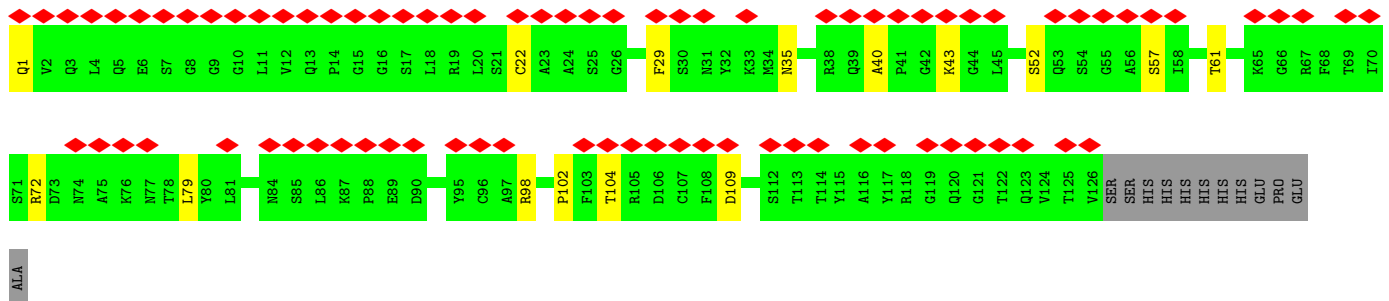 Q1 V2 Q3 L4 Q5 E6 S7 G8 G9 G10 L11 V12 Q13 P14 G15 G16 S17 L18 R19 L20 S21 C22 A23 A24 S25 G26 F29 S30 N31 Y32 K33 M34 N35 R38 Q39 A40 P41 G42 K43 G44 L45 S52 Q53 S54 G55 A56 S57 I58 T61 K65 G66 R67 F68 T69 I70
S71 R72 D73 N74 A75 K76 N77 T78 L79 Y80 L81 N84 S85 L86 K87 P88 E89 D90 Y95 C96 A97 R98 P102 F103 T104 R105 D106 C107 F108 D109 S112 T113 T114 Y115 A116 Y117 R118 G119 Q120 G121 T122 Q123 V124 T125 V126 SER SER HIS HIS HIS HIS HIS HIS GLU PRO GLU
ALA